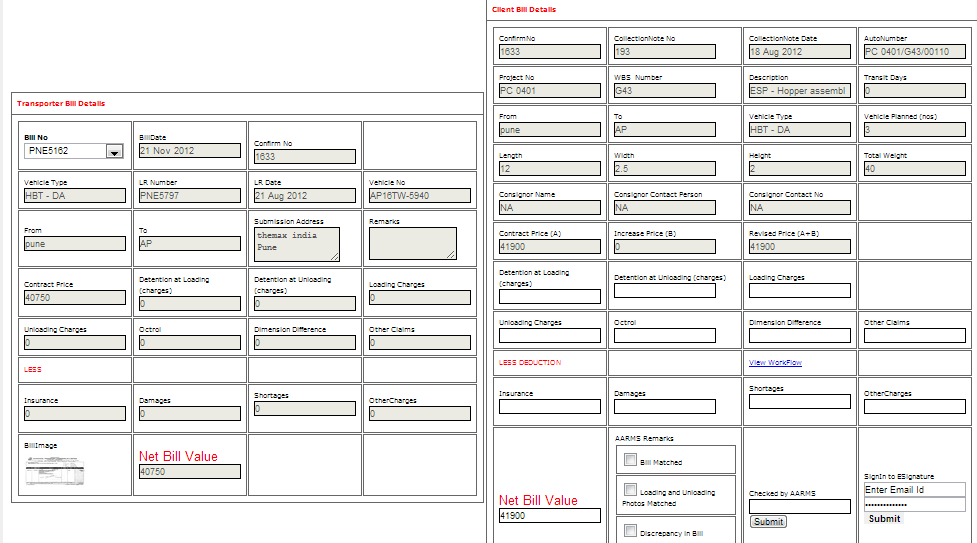 Client Bill Details
ConfirmNo CollectionNote No CollectionNote Date AutoNumber
1633 193 18 Aug 2012 PC 0401/G43/00110
Project No WBS Number Description Transit Days
PC 0401 G43 ESP - Hopper assembl 0
From To Vehicle Type Vehicle Planned (nos)
pune AP HBT - DA 3
Length Width Height Total Weight
12 2.5 2 40
Consignor Name Consignor Contact Person Consignor Contact No
NA NA NA
Contract Price (A) Increase Price (B) Revised Price (A+B)
41900 0 41900
Detention at Loading (charges) Detention at Unloading (charges) Loading Charges
Unloading Charges Octroi Dimension Difference Other Claims
LESS DEDUCTION View WorkFlow
Insurance Damages Shortages OtherCharges
Net Bill Value
41900
AARMS Remarks
Bill Matched
Loading and Unloading
Photos Matched
Discrepancy in Bill
Checked by AARMS
Submit
SignIn to ESignature
Enter Email Id
Submit
Transporter Bill Details
Bill No BillDate Confirm No
PNE5162 21 Nov 2012 1633
Vehicle Type LR Number LR Date Vehicle No
HBT - DA PNE5797 21 Aug 2012 AP16TW-5940
From To Submission Address Remarks
pune AP themax india
Pune
Contract Price Detention at Loading (charges) Detention at Unloading (charges) Loading Charges
40750 0 0 0
Unloading Charges Octroi Dimension Difference Other Claims
0 0 0 0
LESS
Insurance Damages Shortages OtherCharges
0 0 0 0
BillImage Net Bill Value
40750